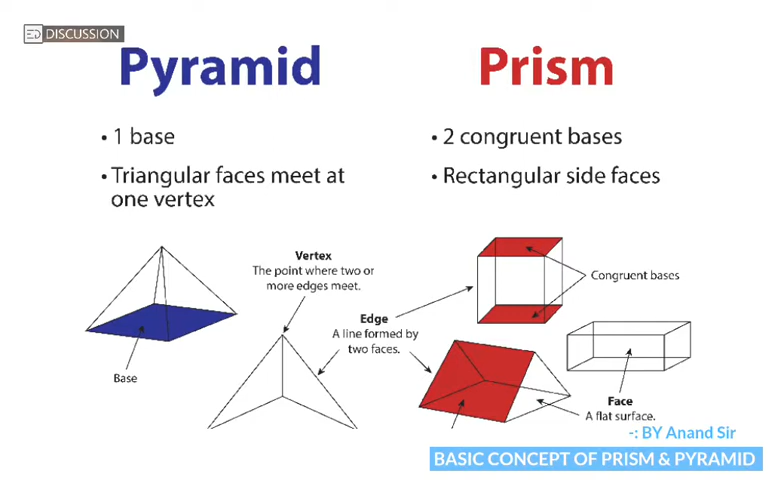 ED DISCUSSION
Pyramid
• 1 base
• Triangular faces meet at
one vertex
Prism
• 2 congruent bases
• Rectangular side faces
Base
Vertex
The point where two or
more edges meet.
Edge
A line formed by
two faces.
Congruent bases
Face
A flat surface.
-: BY Anand Sir
BASIC CONCEPT OF PRISM & PYRAMID